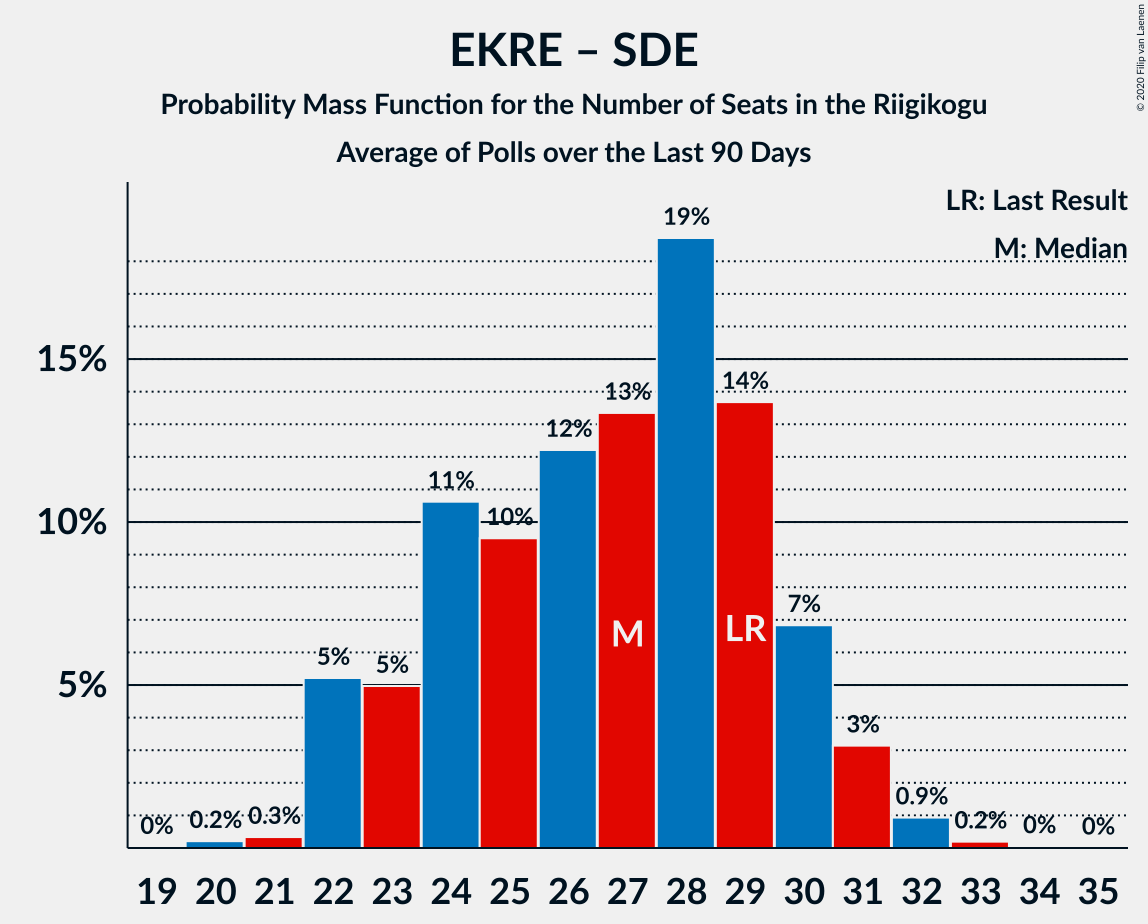 EKRE – SDE
Probability Mass Function for the Number of Seats in the Riigikogu
Average of Polls over the Last 90 Days
© 2020 Filip van Laenen
LR: Last Result
M: Median
15%
10%
5%
0% 0.2% 0.3% 5% 5% 11% 10% 12% 13% 19% 14% 7% 3% 0.9% 0.2% 0% 0%
M LR
19 20 21 22 23 24 25 26 27 28 29 30 31 32 33 34 35